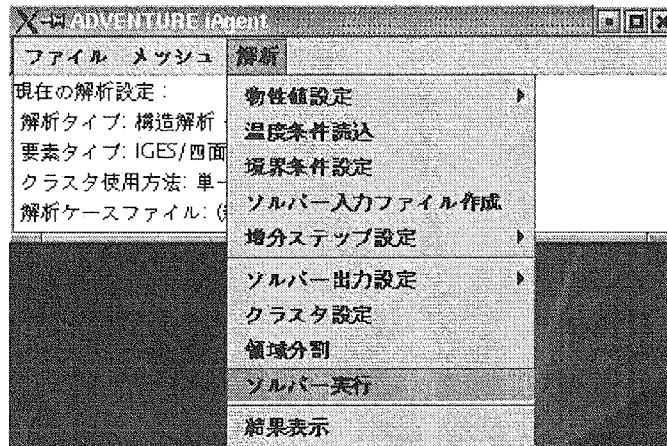 ADVENTURE iAgent
ファイル メッシュ 解析
現在の解析設定:
解析タイプ: 構造解析
要素タイプ: IGES/四面
クラスタ使用方法: 単一
解析ケースファイル: (
物性値設定
温度条件読込
境界条件設定
ソルバー入力ファイル作成
増分ステップ設定
ソルバー出力設定
クラスタ設定
領域分割
ソルバー実行
結果表示